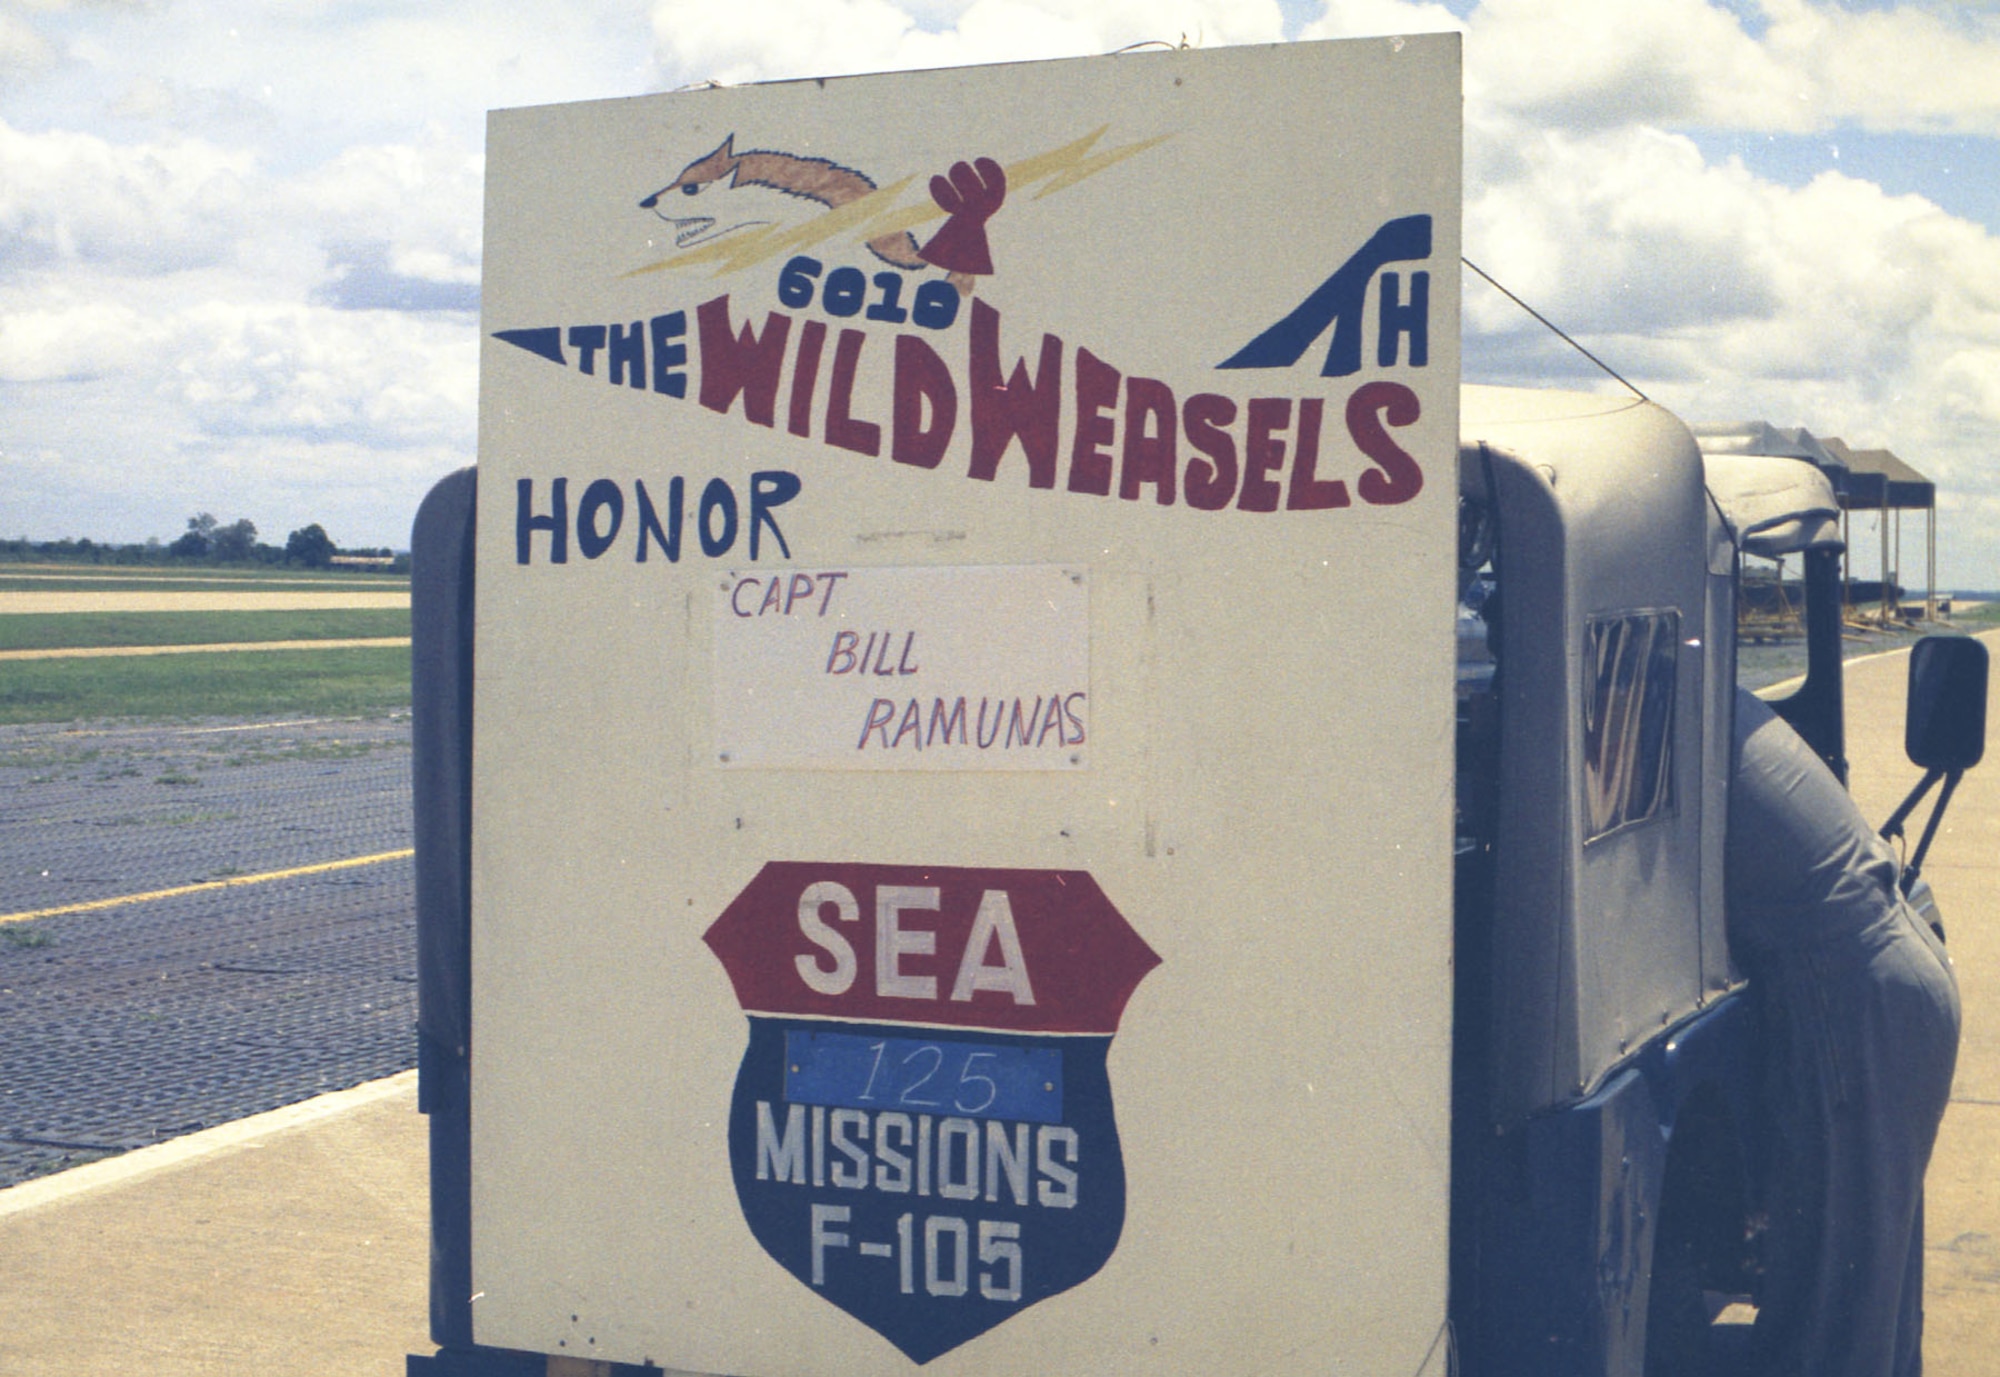 6010
TH
THE WILD WEASELS
HONOR
CAPT
BILL
RAMUNAS
SEA
125
MISSIONS
F-105